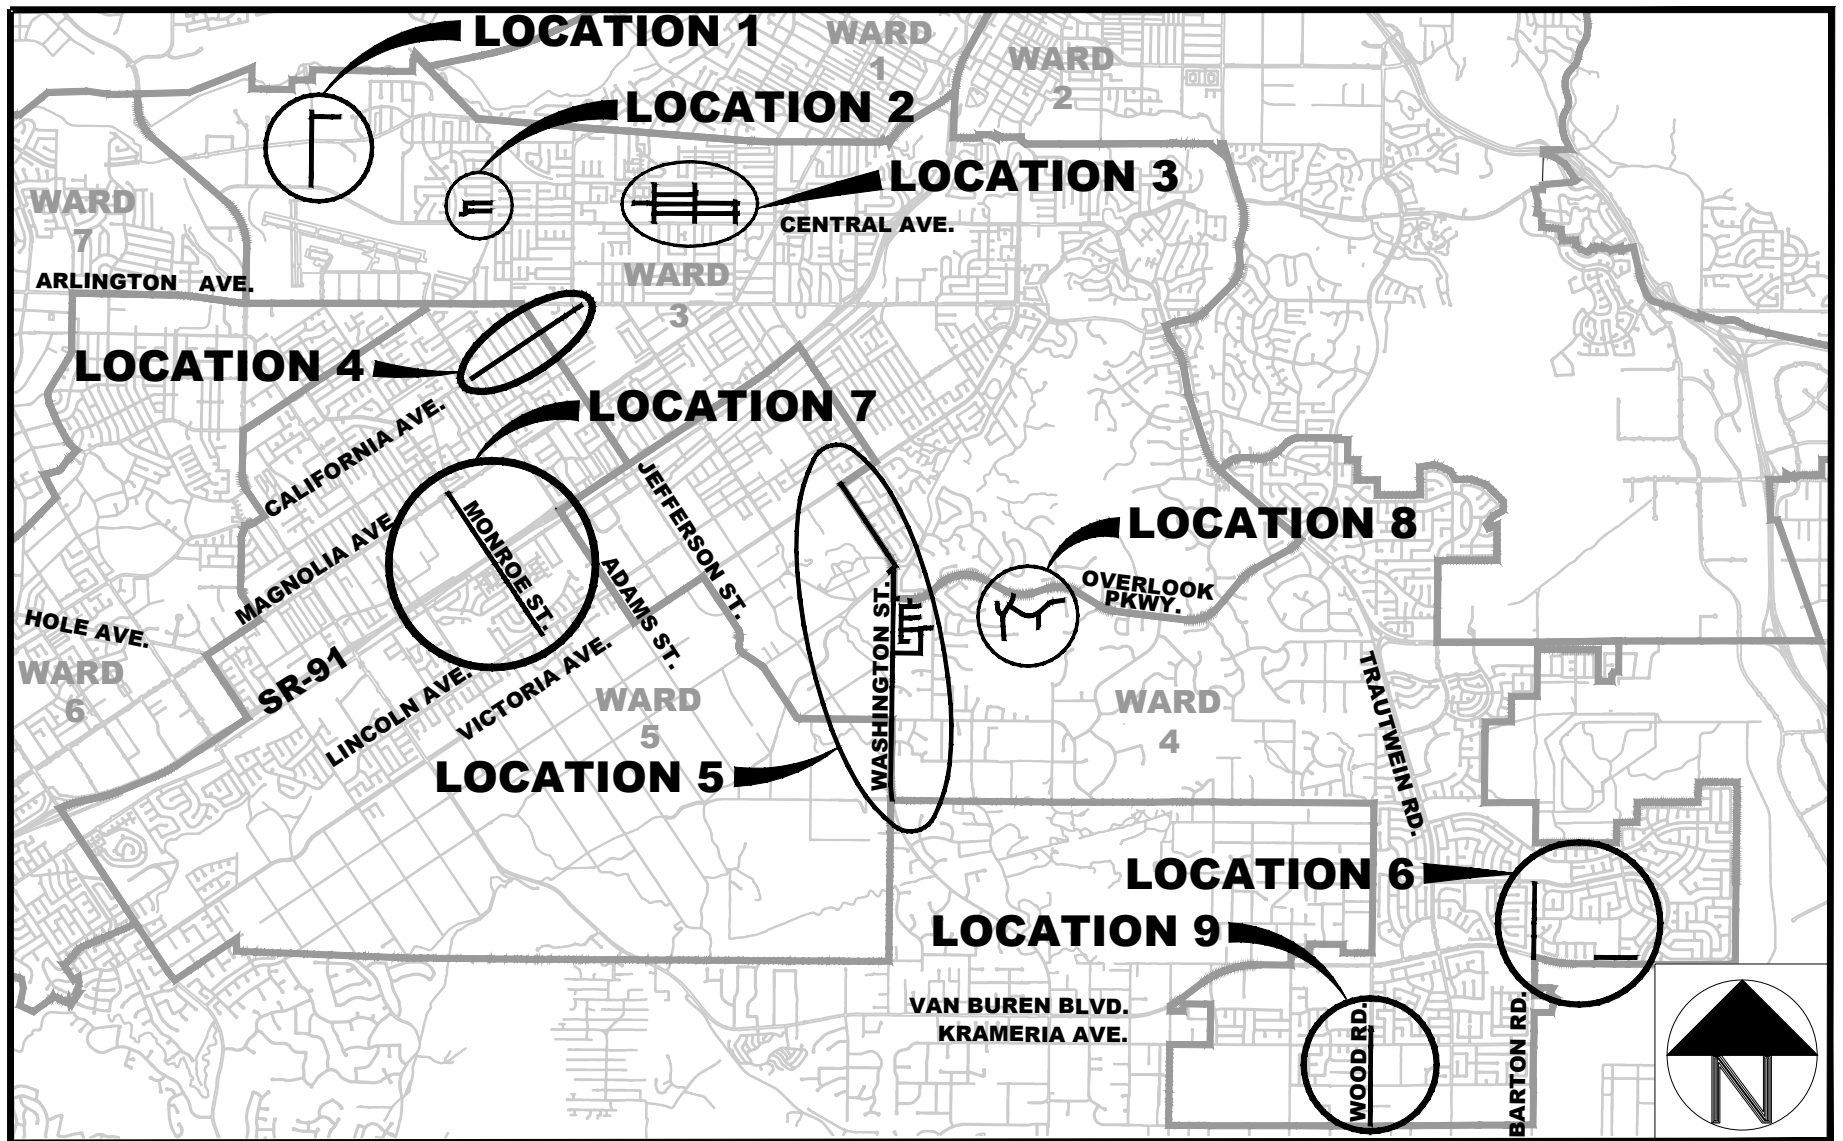 LOCATION 1
WARD
1
WARD
2
LOCATION 2
LOCATION 3
WARD
7
CENTRAL AVE.
ARLINGTON AVE.
WARD
3
LOCATION 4
LOCATION 7
CALIFORNIA AVE.
MAGNOLIA AVE.
MONROE ST.
JEFFERSON ST.
ADAMS ST.
LOCATION 8
OVERLOOK
PKWY.
HOLE AVE.
WARD
6
SR-91
LINCOLN AVE.
VICTORIA AVE.
WARD
5
WASHINGTON ST.
WARD
4
TRAUTWEIN RD.
LOCATION 5
LOCATION 6
LOCATION 9
VAN BUREN BLVD.
KRAMERIA AVE.
WOOD RD.
BARTON RD.
N